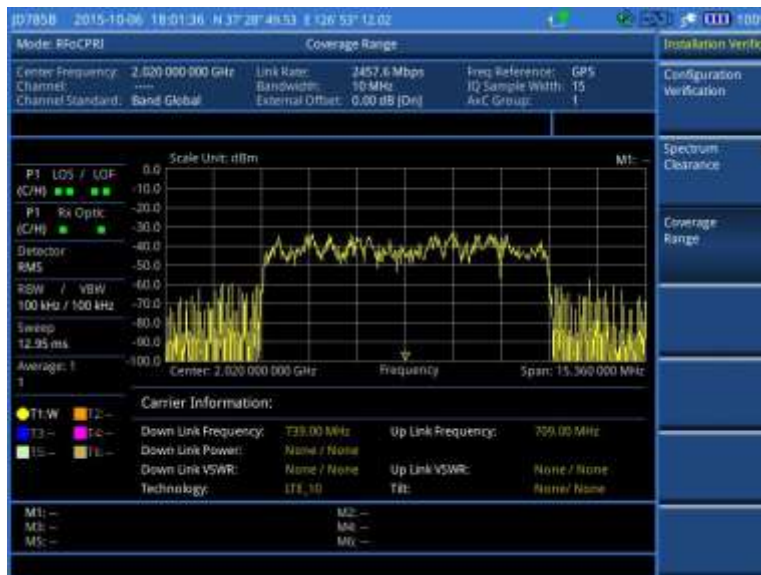 JD785B 2015-10-06 18:01:36 N 37° 28' 49.53 E 126° 53' 12.02 100
Mode: RFoCPRI
Coverage Range
Installation Verific
Center Frequency: 2.020 000 000 GHz Link Rate: 2457.6 Mbps Freq Reference: GPS
Channel: ---- Bandwidth: 10 MHz IQ Sample Width: 15
Channel Standard: Band Global External Offset: 0.00 dB [On] AxC Group: 1
Configuration
Verification
Spectrum
Clearance
Coverage
Range
Scale Unit: dBm
M1: --
P1 LOS / LOF
(C/H)
P1 Rx Optic
(C/H)
Detector
RMS
RBW / VBW
100 kHz / 100 kHz
Sweep
12.95 ms
Average: 1
1
0.0
-10.0
-20.0
-30.0
-40.0
-50.0
-60.0
-70.0
-80.0
-90.0
-100.0
Center: 2.020 000 000 GHz Frequency Span: 15.360 000 MHz
T1:W T2:--
T3:-- T4:--
T5:-- T6:--
Carrier Information:
Down Link Frequency: 739.00 MHz Up Link Frequency: 709.00 MHz
Down Link Power: None / None
Down Link VSWR: None / None Up Link VSWR: None / None
Technology: LTE_10 Tilt: None/ None
M1: -- M2: --
M3: -- M4: --
M5: -- M6: --